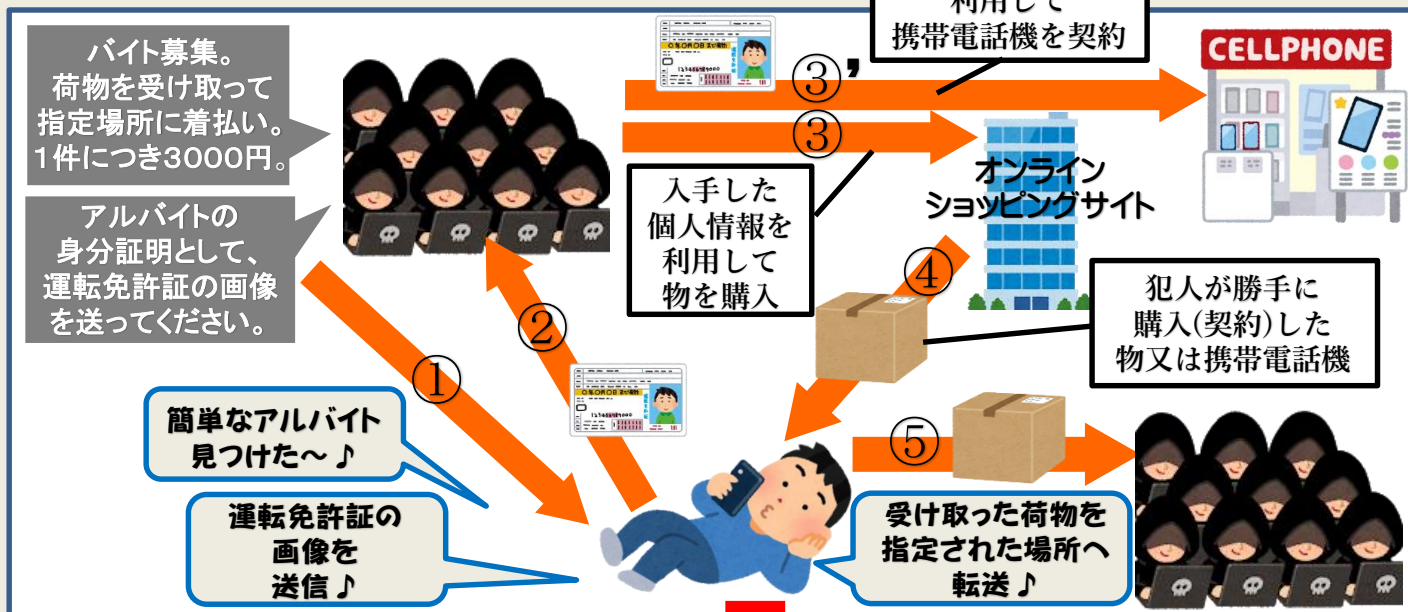 バイト募集。
荷物を受け取って
指定場所に着払い。
1件につき3000円。
アルバイトの
身分証明として、
運転免許証の画像
を送ってください。
利用して
携帯電話機を契約
③’
③
CELLPHONE
オンライン
ショッピングサイト
入手した
個人情報を
利用して
物を購入
④
犯人が勝手に
購入(契約)した
物又は携帯電話機
②
①
簡単なアルバイト
見つけた～♪
運転免許証の
画像を
送信♪
⑤
受け取った荷物を
指定された場所へ
転送♪